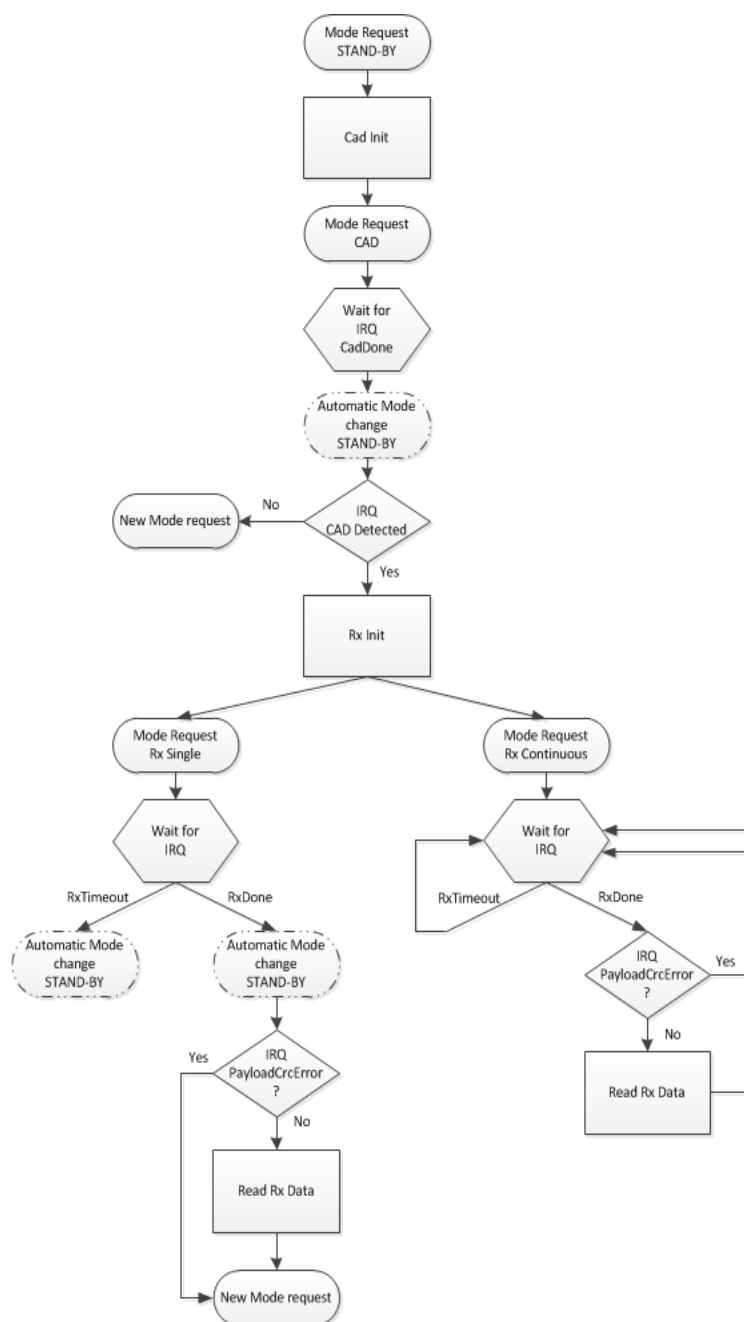 Mode Request
STAND-BY
Cad Init
Mode Request
CAD
Wait for
IRQ
CadDone
Automatic Mode
change
STAND-BY
No
New Mode request
IRQ
CAD Detected
Yes
Rx Init
Mode Request
Rx Single
Mode Request
Rx Continuous
Wait for
IRQ
Wait for
IRQ
RxTimeout
RxDone
RxTimeout
RxDone
Automatic Mode
change
STAND-BY
Automatic Mode
change
STAND-BY
IRQ
PayloadCrcError
?
Yes
No
Read Rx Data
Yes
IRQ
PayloadCrcError
?
No
Read Rx Data
New Mode request